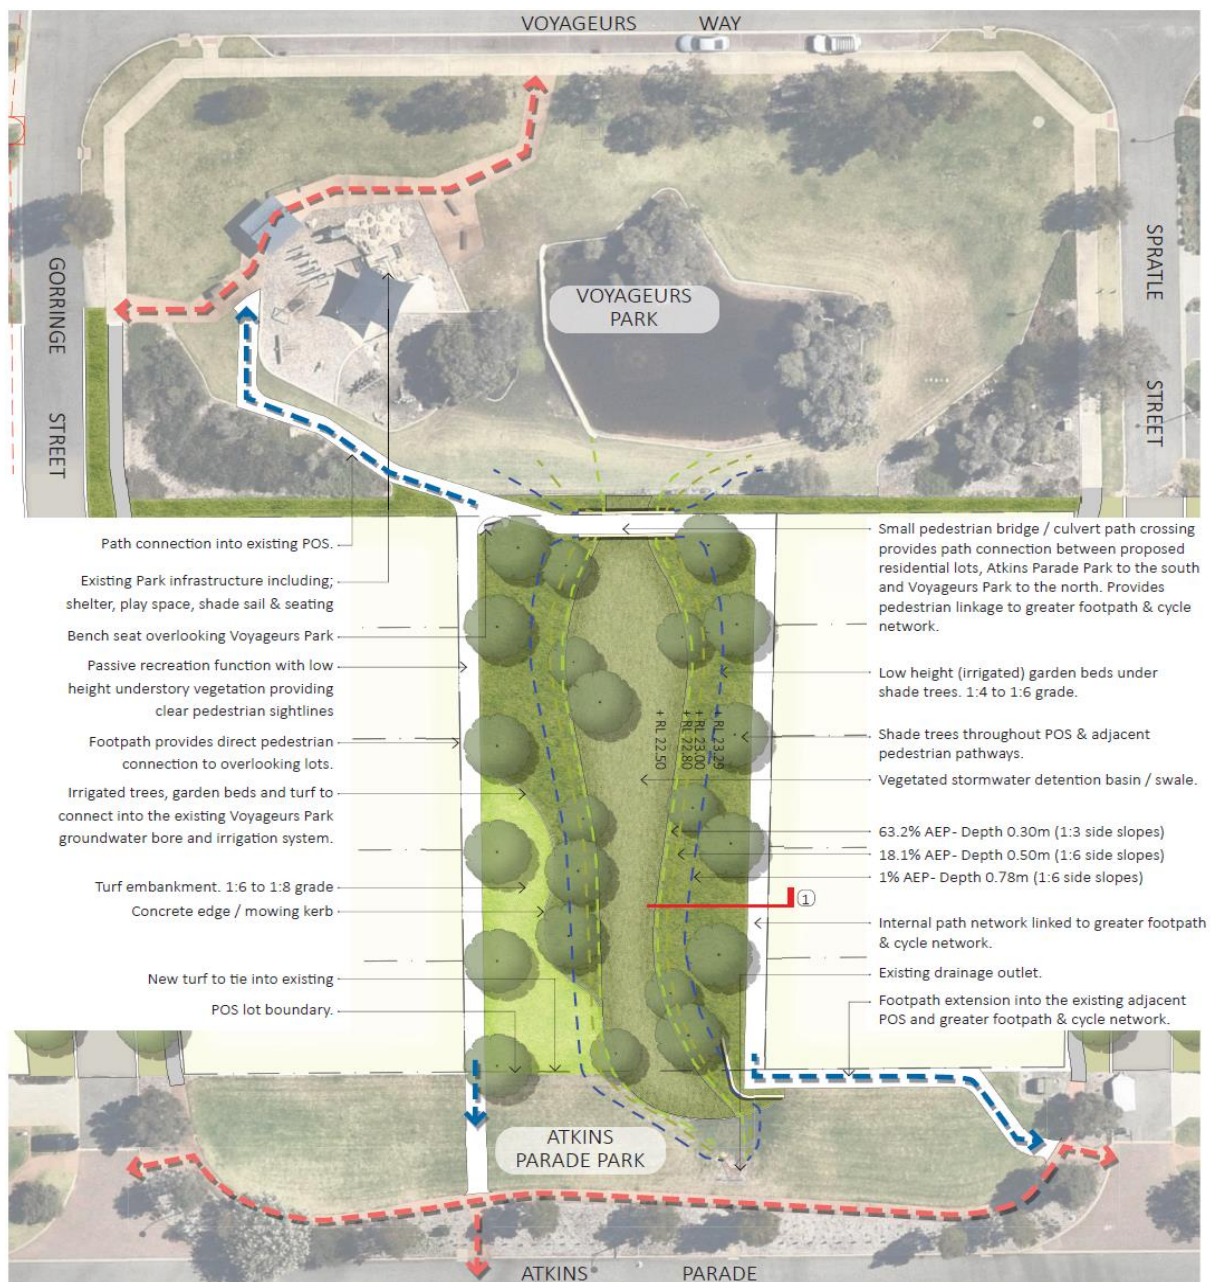 VOYAGEURS WAY
VOYAGEURS
PARK
GORRINGE STREET
SPRATLE STREET
Path connection into existing POS.
Existing Park infrastructure including;
shelter, play space, shade sail & seating
Bench seat overlooking Voyageurs Park
Passive recreation function with low
height understory vegetation providing
clear pedestrian sightlines
Footpath provides direct pedestrian
connection to overlooking lots.
Irrigated trees, garden beds and turf to
connect into the existing Voyageurs Park
groundwater bore and irrigation system.
Turf embankment. 1:6 to 1:8 grade
Concrete edge / mowing kerb
New turf to tie into existing
POS lot boundary.
+ RL 22.50
+ RL 22.80
+ RL 23.00
+ RL 23.29
Small pedestrian bridge / culvert path crossing
provides path connection between proposed
residential lots, Atkins Parade Park to the south
and Voyageurs Park to the north. Provides
pedestrian linkage to greater footpath & cycle
network.
Low height (irrigated) garden beds under
shade trees. 1:4 to 1:6 grade.
Shade trees throughout POS & adjacent
pedestrian pathways.
Vegetated stormwater detention basin / swale.
63.2% AEP- Depth 0.30m (1:3 side slopes)
18.1% AEP- Depth 0.50m (1:6 side slopes)
1% AEP- Depth 0.78m (1:6 side slopes)
1
Internal path network linked to greater footpath
& cycle network.
Existing drainage outlet.
Footpath extension into the existing adjacent
POS and greater footpath & cycle network.
ATKINS
PARADE PARK
ATKINS PARADE